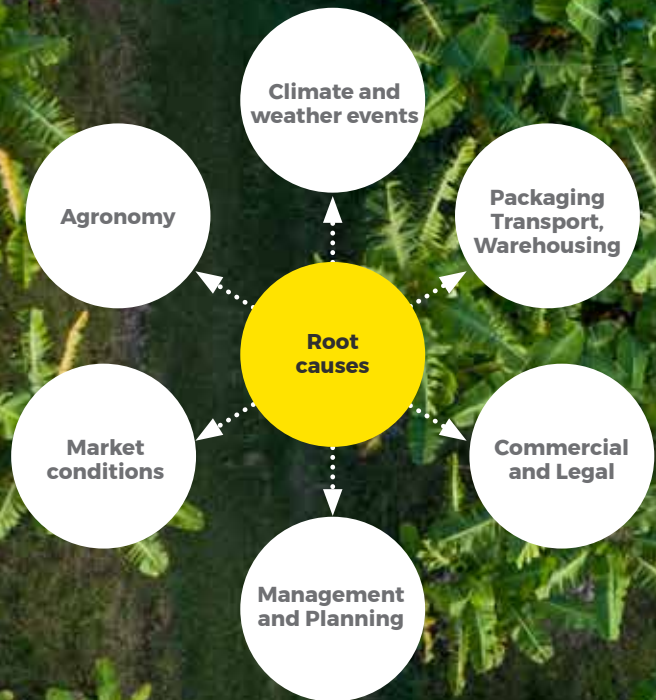 Climate and
weather events
Agronomy
Packaging
Transport,
Warehousing
Root
causes
Market
conditions
Commercial
and Legal
Management
and Planning